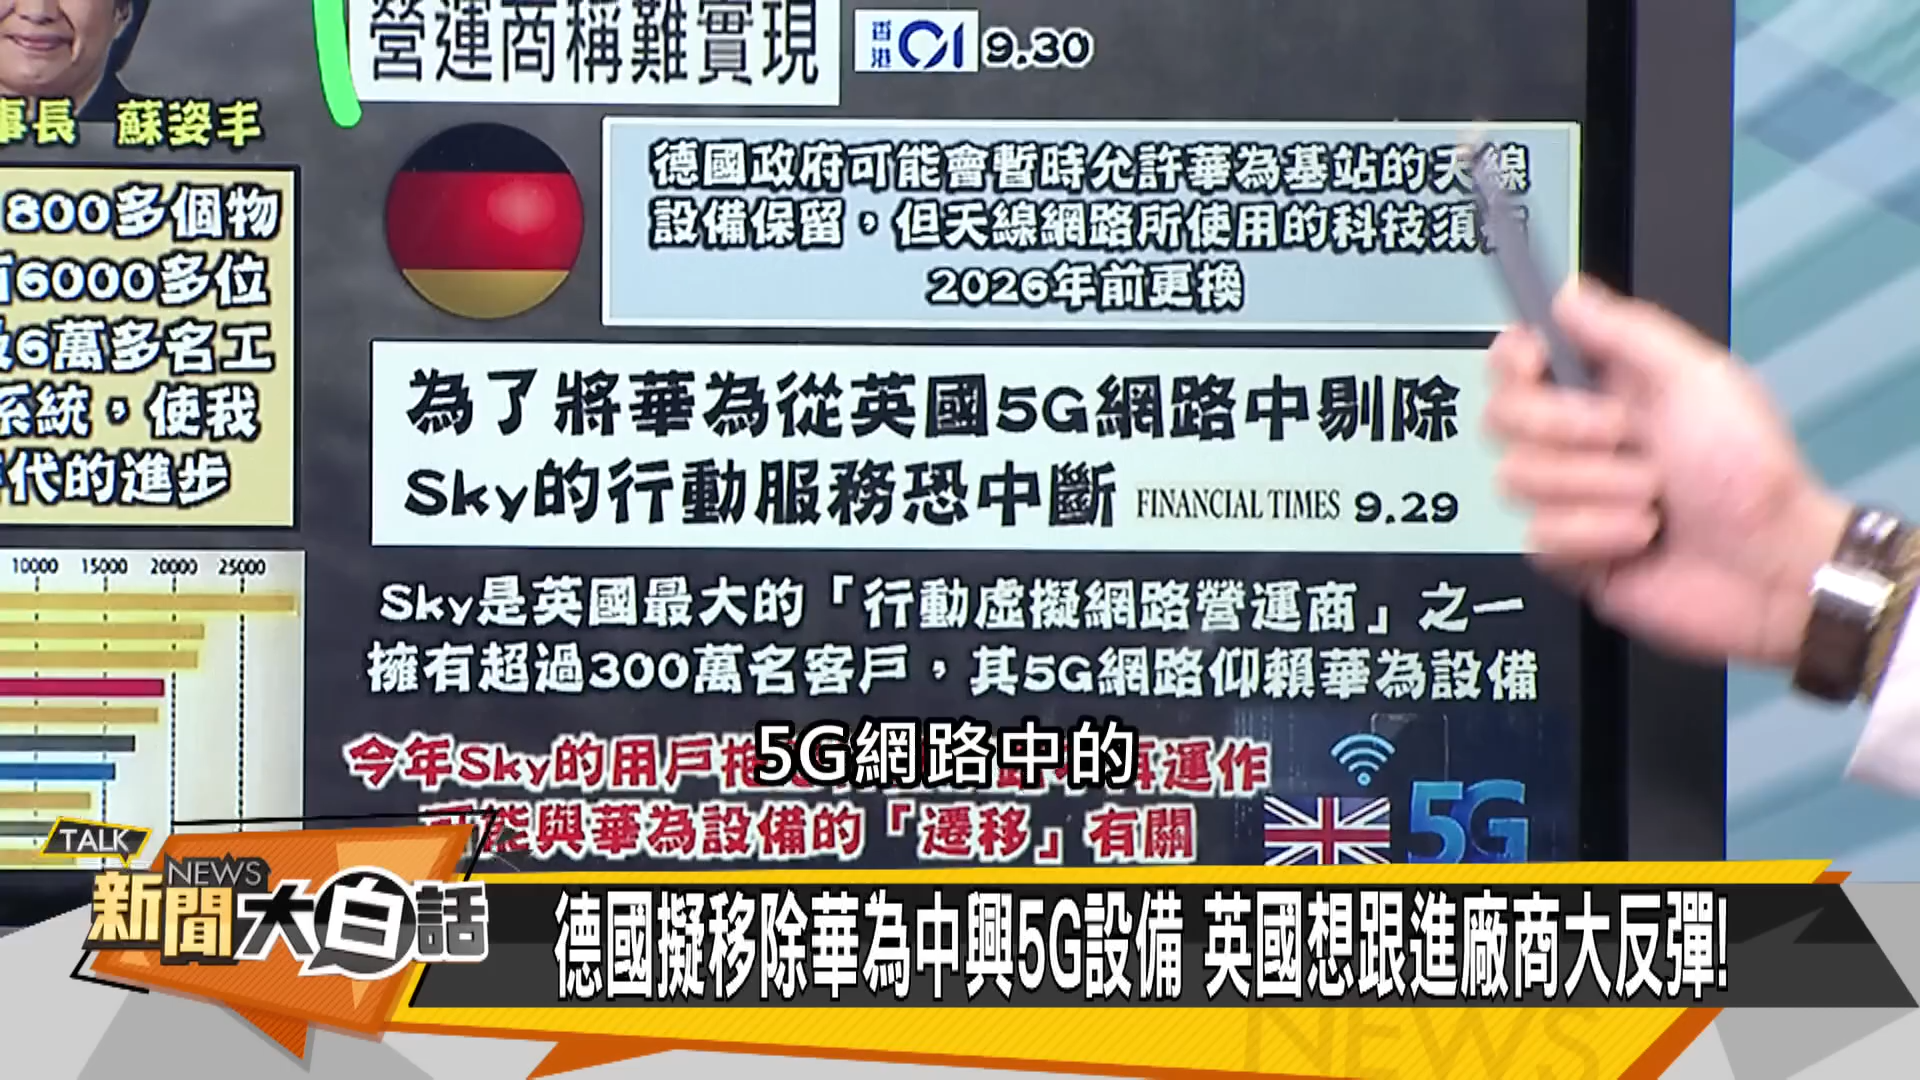 營運商稱難實現
香港01 9.30
事長 蘇姿丰
800多個物
6000多位
6萬多名工
系統，使我
代的進步
德國政府可能會暫時允許華為基站的天線
設備保留，但天線網路所使用的科技須
2026年前更換
為了將華為從英國5G網路中剔除
Sky的行動服務恐中斷 FINANCIAL TIMES 9.29
10000 15000 20000 25000
Sky是英國最大的「行動虛擬網路營運商」之一
擁有超過300萬名客戶，其5G網路仰賴華為設備
今年Sky的用戶 再運作
可能與華為設備的「遷移」有關
5G
5G網路中的
TALK
NEWS
新聞大白話
德國擬移除華為中興5G設備 英國想跟進廠商大反彈!
NEWS